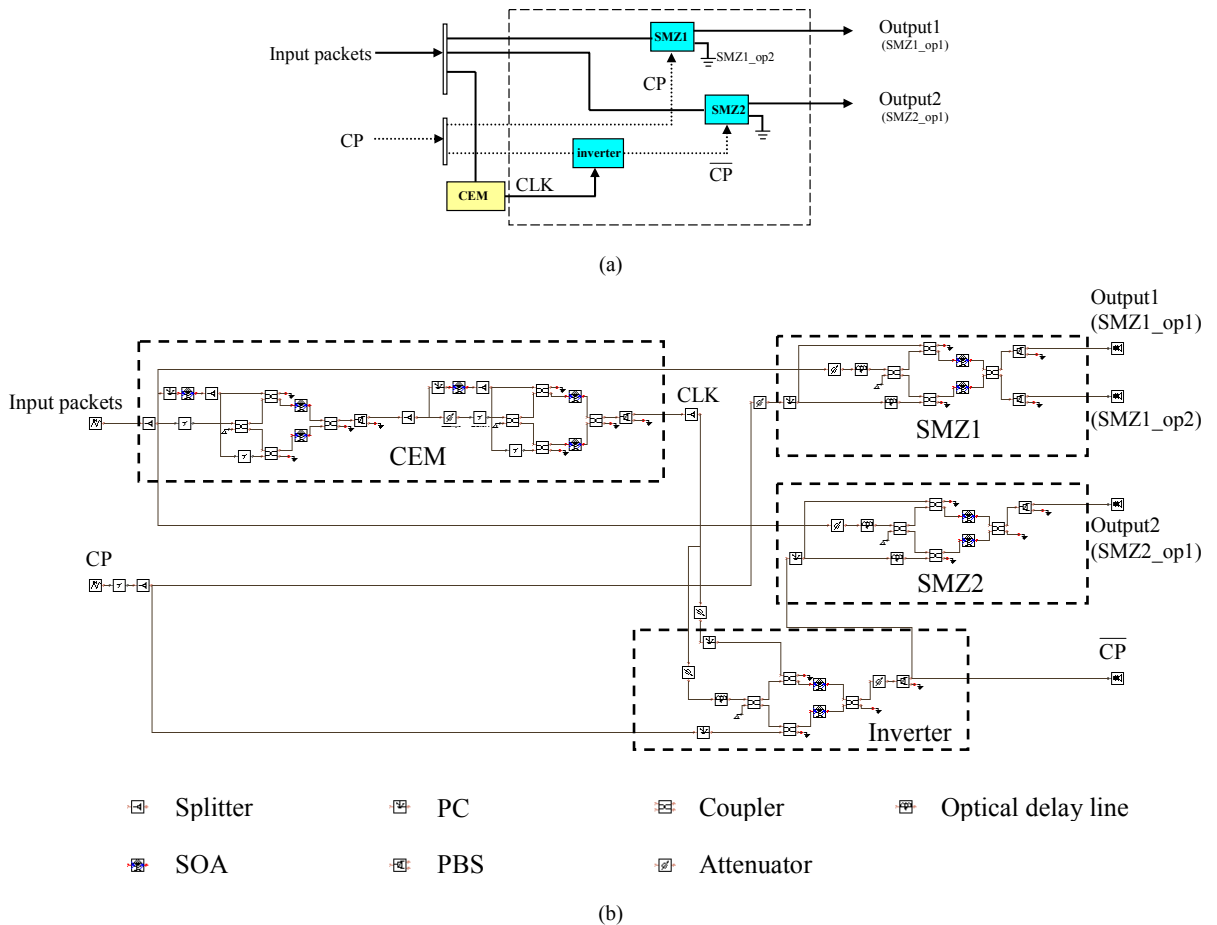 Output1
(SMZ1_op1)
SMZ1
Input packets
SMZ1_op2
CP
Output2
(SMZ2_op1)
SMZ2
CP
inverter
CP
CLK
CEM
(a)
Output1
(SMZ1_op1)
Input packets
CLK
(SMZ1_op2)
SMZ1
CEM
Output2
(SMZ2_op1)
CP
SMZ2
CP
Inverter
Splitter
PC
Coupler
Optical delay line
SOA
PBS
Attenuator
(b)